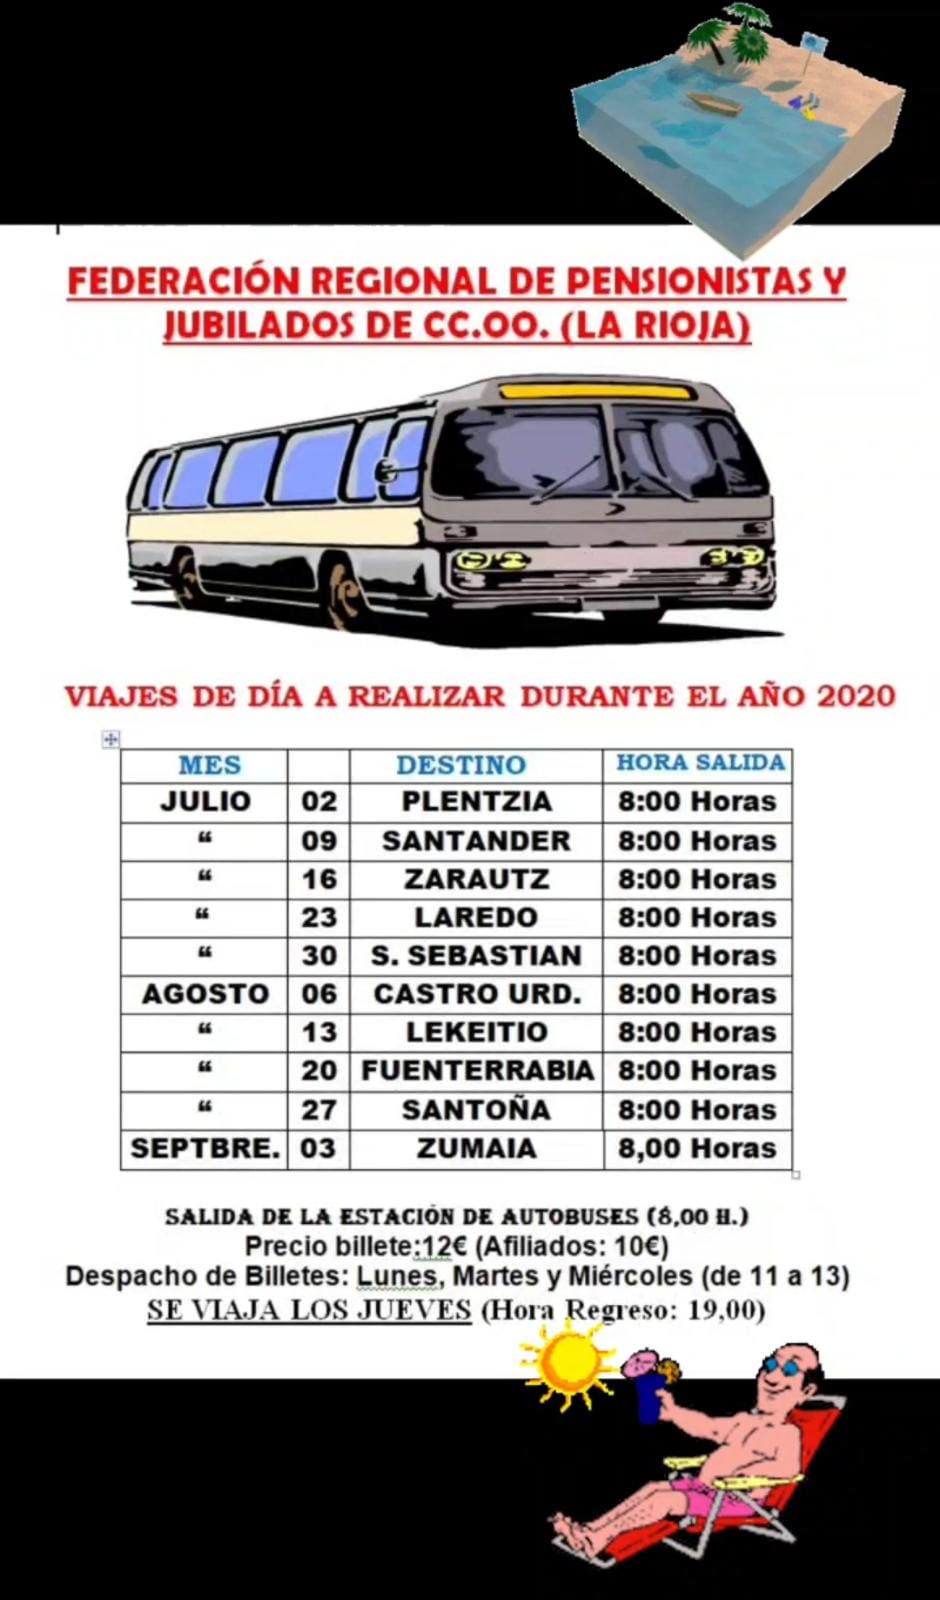 FEDERACIÓN REGIONAL DE PENSIONISTAS Y
JUBILADOS DE CC.OO. (LA RIOJA)
VIAJES DE DÍA A REALIZAR DURANTE EL AÑO 2020
MES DESTINO HORA SALIDA
JULIO 02 PLENTZIA 8:00 Horas
“ 09 SANTANDER 8:00 Horas
“ 16 ZARAUTZ 8:00 Horas
“ 23 LAREDO 8:00 Horas
“ 30 S. SEBASTIAN 8:00 Horas
AGOSTO 06 CASTRO URD. 8:00 Horas
“ 13 LEKEITIO 8:00 Horas
“ 20 FUENTERRABIA 8:00 Horas
“ 27 SANTOÑA 8:00 Horas
SEPTBRE. 03 ZUMAIA 8,00 Horas
SALIDA DE LA ESTACIÓN DE AUTOBUSES (8,00 H.)
Precio billete:12€ (Afiliados: 10€)
Despacho de Billetes: Lunes, Martes y Miércoles (de 11 a 13)
SE VIAJA LOS JUEVES (Hora Regreso: 19,00)